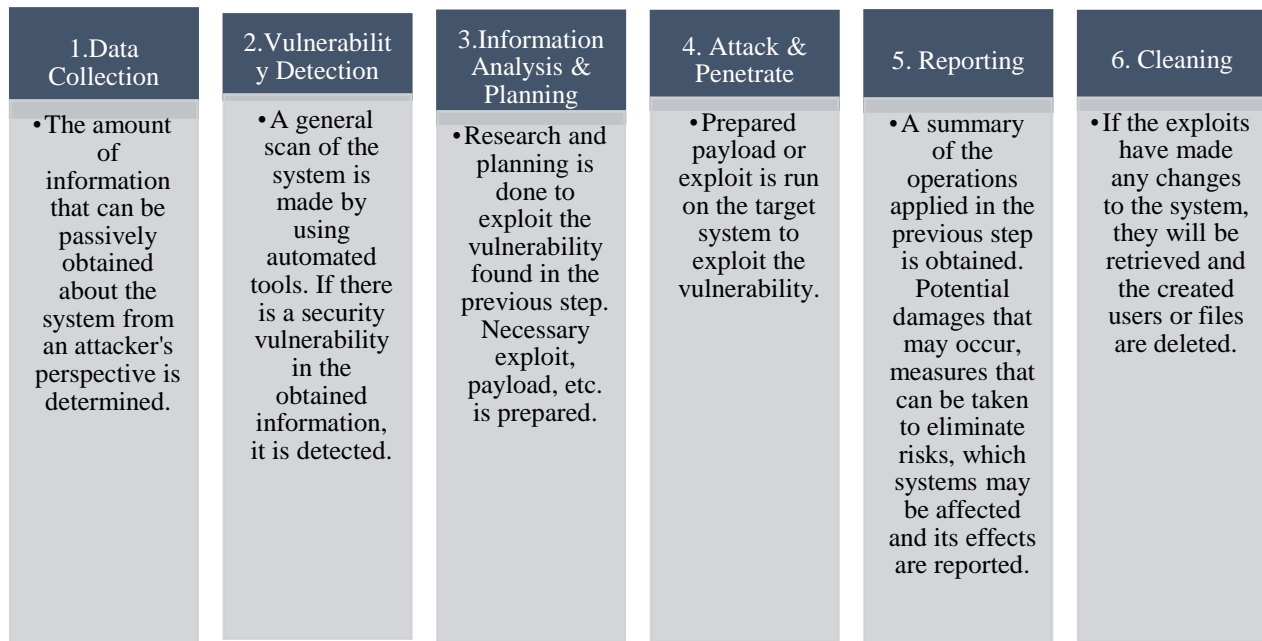 1.Data
Collection
•The amount
of
information
that can be
passively
obtained
about the
system from
an attacker's
perspective is
determined.
2.Vulnerabilit
y Detection
•A general
scan of the
system is
made by
using
automated
tools. If there
is a security
vulnerability
in the
obtained
information,
it is detected.
3.Information
Analysis &
Planning
•Research and
planning is
done to
exploit the
vulnerability
found in the
previous step.
Necessary
exploit,
payload, etc.
is prepared.
4. Attack &
Penetrate
•Prepared
payload or
exploit is run
on the target
system to
exploit the
vulnerability.
5. Reporting
•A summary
of the
operations
applied in the
previous step
is obtained.
Potential
damages that
may occur,
measures that
can be taken
to eliminate
risks, which
systems may
be affected
and its effects
are reported.
6. Cleaning
•If the exploits
have made
any changes
to the system,
they will be
retrieved and
the created
users or files
are deleted.